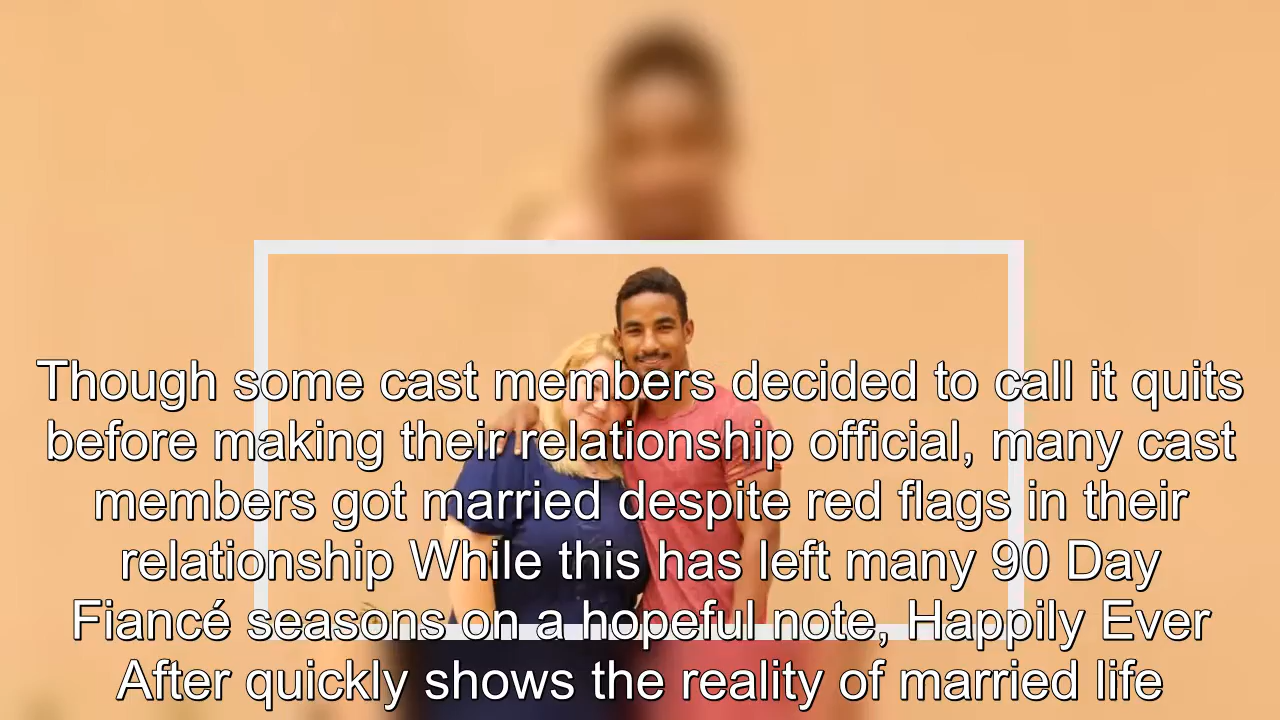 Though some cast members decided to call it quits
before making their relationship official, many cast
members got married despite red flags in their
relationship While this has left many 90 Day
Fiancé seasons on a hopeful note, Happily Ever
After quickly shows the reality of married life